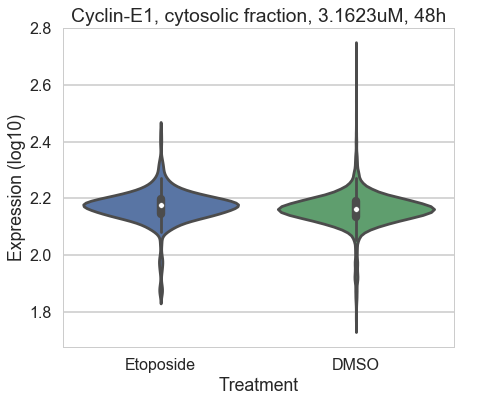 Cyclin-E1, cytosolic fraction, 3.1623uM, 48h
2.8
2.6
2.4
2.2
2.0
1.8
Expression (log10)
Etoposide DMSO
Treatment